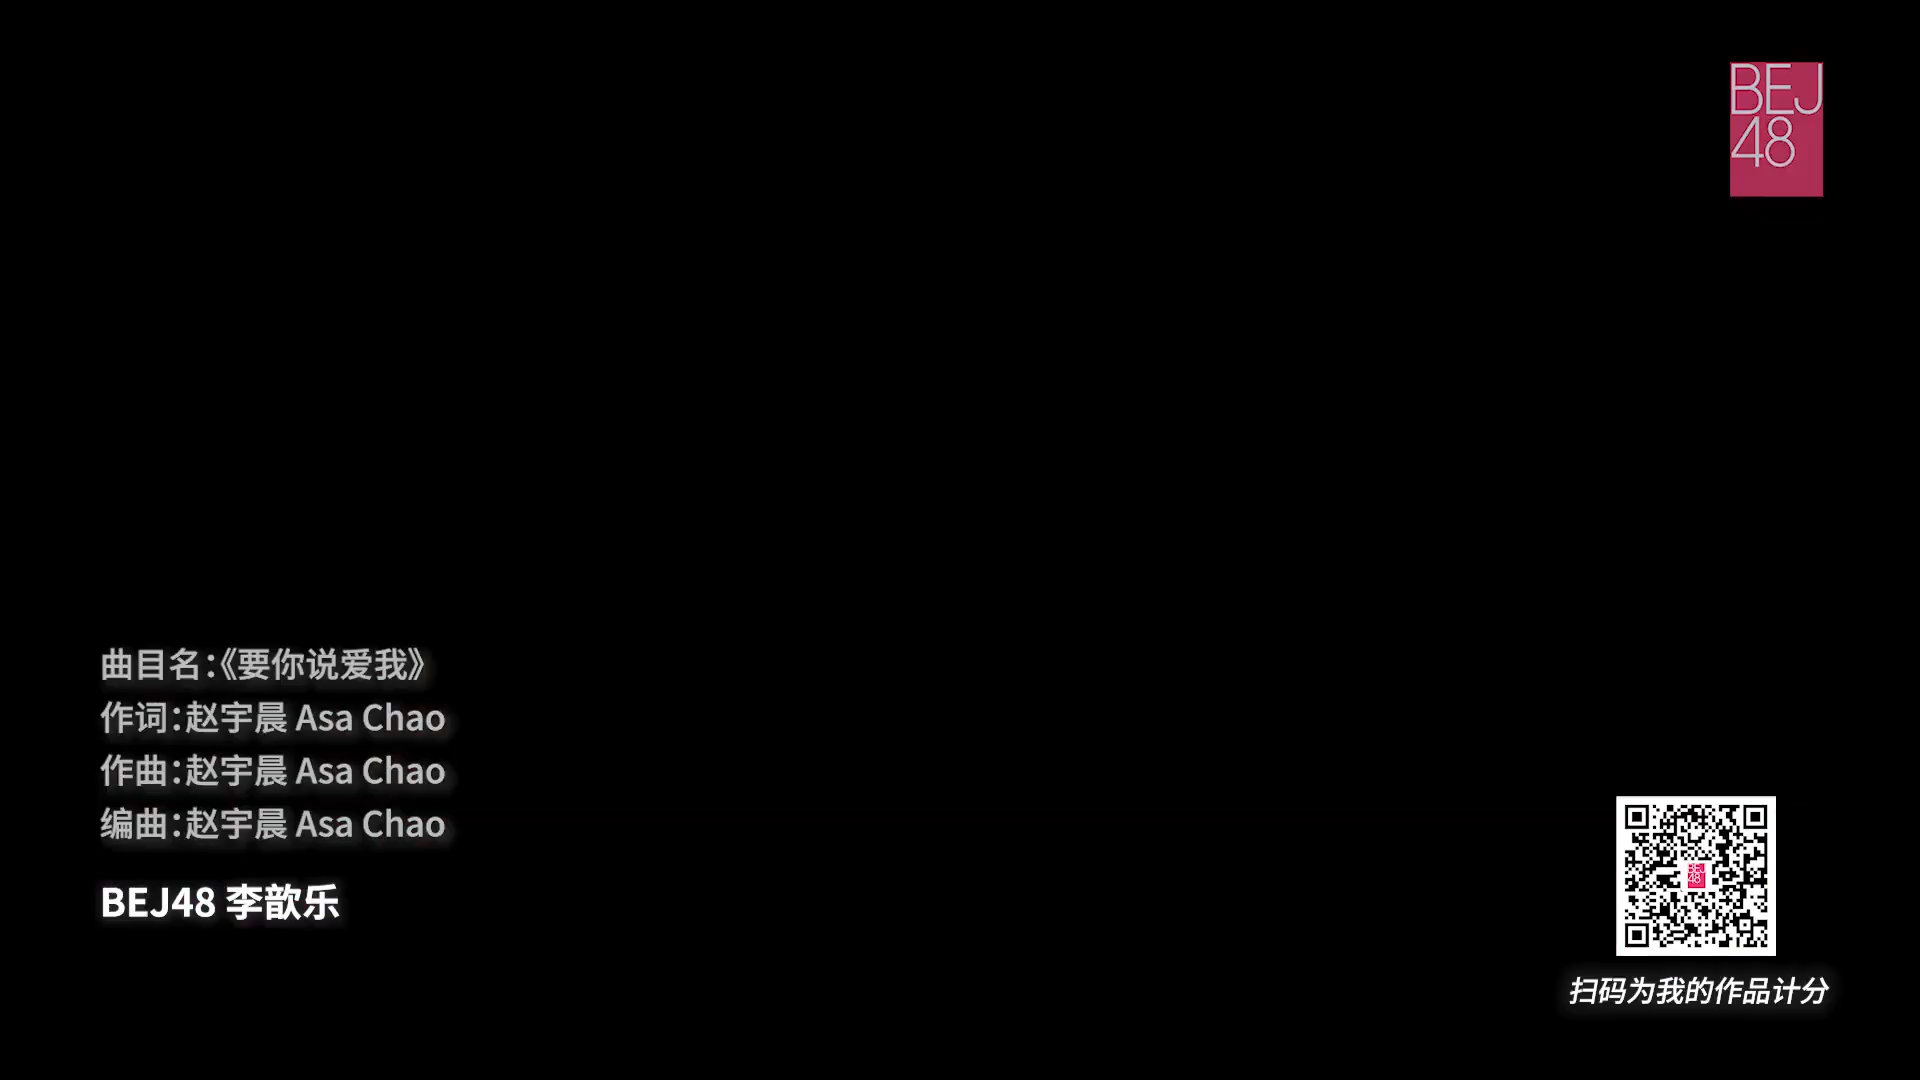 BEJ
48
曲目名:《要你说爱我》
作词:赵宇晨 Asa Chao
作曲:赵宇晨 Asa Chao
编曲:赵宇晨 Asa Chao
BEJ48 李歆乐
BEJ
48
扫码为我的作品计分